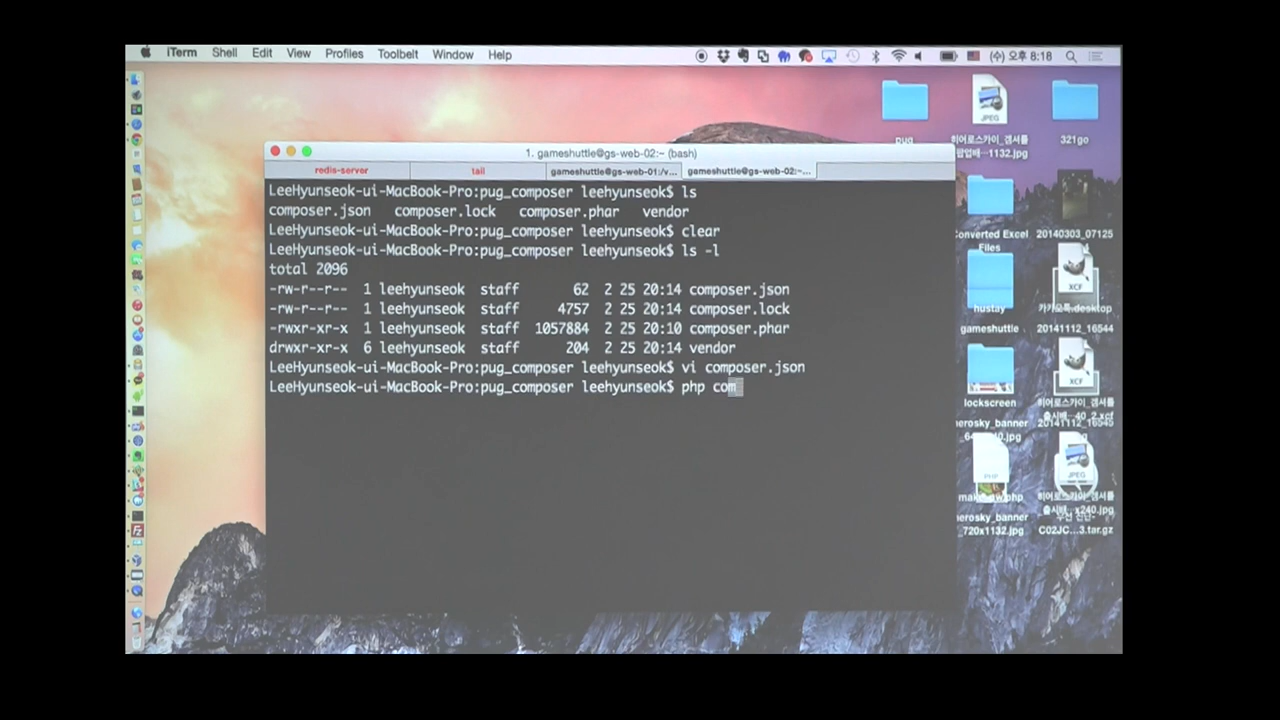 iTerm Shell Edit View Profiles Toolbelt Window Help
(수) 오후 8:18
1. gameshuttle@gs-web-02:~ (bash)
redis-server tail gameshuttle@gs-web-01:/v... gameshuttle@gs-web-02:~...
LeeHyunseok-ui-MacBook-Pro:pug_composer leehyunseok$ ls
composer.json composer.lock composer.phar vendor
LeeHyunseok-ui-MacBook-Pro:pug_composer leehyunseok$ clear
LeeHyunseok-ui-MacBook-Pro:pug_composer leehyunseok$ ls -l
total 2096
-rw-r--r-- 1 leehyunseok staff 62 2 25 20:14 composer.json
-rw-r--r-- 1 leehyunseok staff 4757 2 25 20:14 composer.lock
-rwxr-xr-x 1 leehyunseok staff 1057884 2 25 20:10 composer.phar
drwxr-xr-x 6 leehyunseok staff 204 2 25 20:14 vendor
LeeHyunseok-ui-MacBook-Pro:pug_composer leehyunseok$ vi composer.json
LeeHyunseok-ui-MacBook-Pro:pug_composer leehyunseok$ php com
pug
JPEG
321go
Converted Excel
Files
20140303_07125
hustay
XCF
gameshuttle
20141112_16544
lockscreen
XCF
PHP
JPEG
_720x1132.jpg
C02JC...3.tar.gz